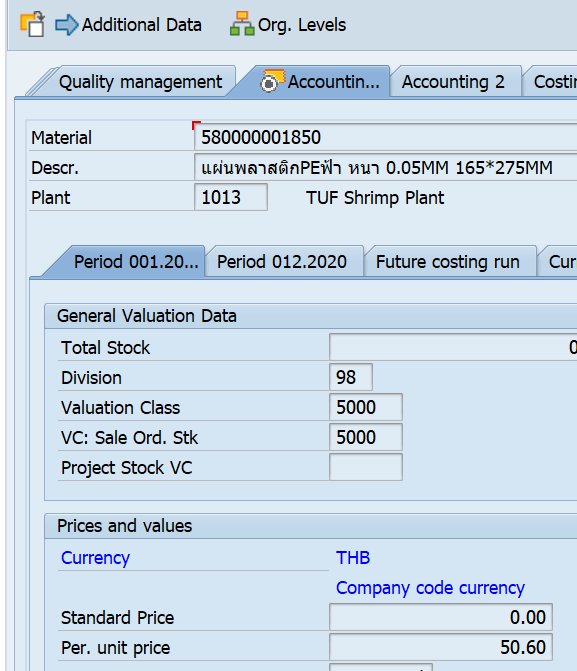 Additional Data Org. Levels
Quality management Accountin... Accounting 2
Material 580000001850
Descr. แผ่นพลาสติกPEฟ้า หนา 0.05MM 165*275MM
Plant 1013 TUF Shrimp Plant
Period 001.20... Period 012.2020 Future costing run
General Valuation Data
Total Stock
Division 98
Valuation Class 5000
VC: Sale Ord. Stk 5000
Project Stock VC
Prices and values
Currency THB
Company code currency
Standard Price 0.00
Per. unit price 50.60